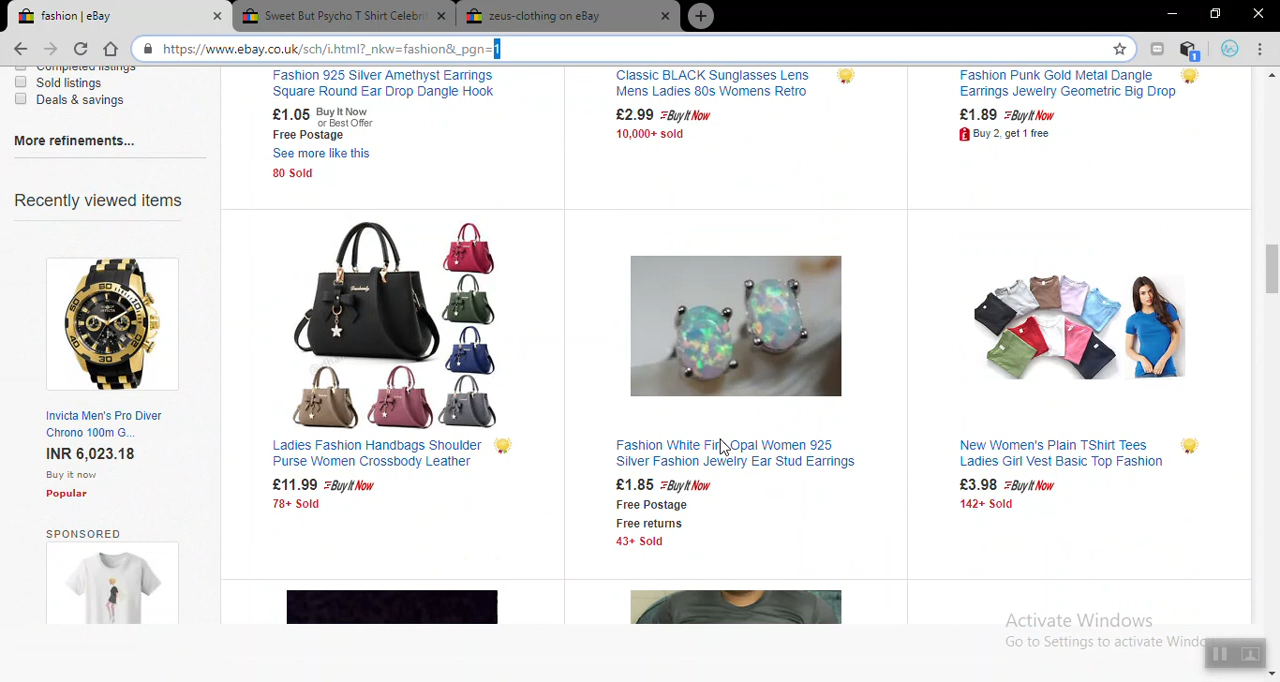 fashion | eBay
Sweet But Psycho T Shirt Celebrit
zeus-clothing on eBay
https://www.ebay.co.uk/sch/i.html?_nkw=fashion&_pgn=1
1
Completed listings
Sold listings
Deals & savings
More refinements...
Recently viewed items
Invicta Men's Pro Diver
Chrono 100m G...
INR 6,023.18
Buy it now
Popular
SPONSORED
Fashion 925 Silver Amethyst Earrings
Square Round Ear Drop Dangle Hook
£1.05 Buy It Now
or Best Offer
Free Postage
See more like this
80 Sold
Classic BLACK Sunglasses Lens
Mens Ladies 80s Womens Retro
£2.99 Buy It Now
10,000+ sold
Fashion Punk Gold Metal Dangle
Earrings Jewelry Geometric Big Drop
£1.89 Buy It Now
£ Buy 2, get 1 free
Ladies Fashion Handbags Shoulder
Purse Women Crossbody Leather
£11.99 Buy It Now
78+ Sold
Fashion White Fire Opal Women 925
Silver Fashion Jewelry Ear Stud Earrings
£1.85 Buy It Now
Free Postage
Free returns
43+ Sold
New Women's Plain TShirt Tees
Ladies Girl Vest Basic Top Fashion
£3.98 Buy It Now
142+ Sold
Activate Windows
Go to Settings to activate Windo